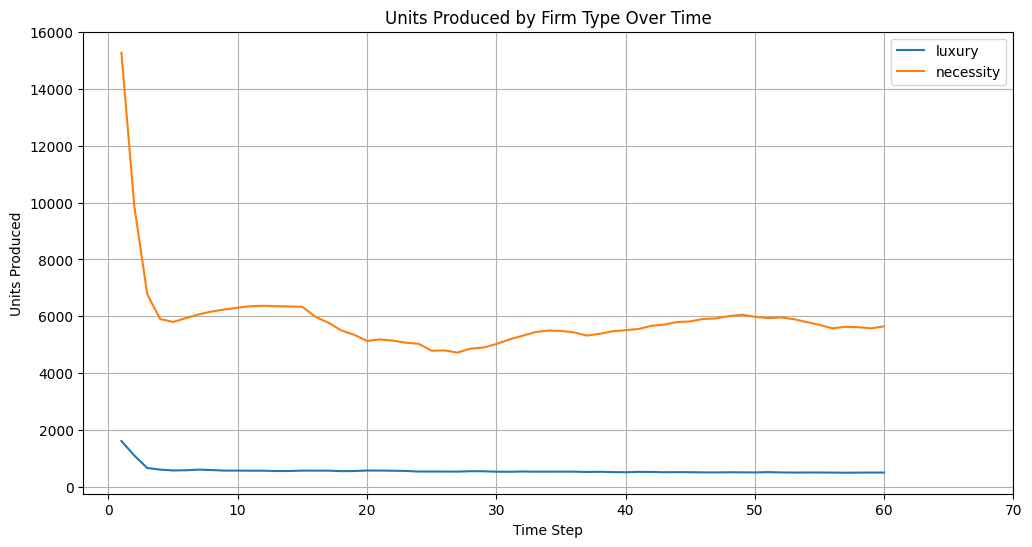 Units Produced by Firm Type Over Time
luxury
necessity
Units Produced
16000
14000
12000
10000
8000
6000
4000
2000
0
0 10 20 30 40 50 60 70
Time Step